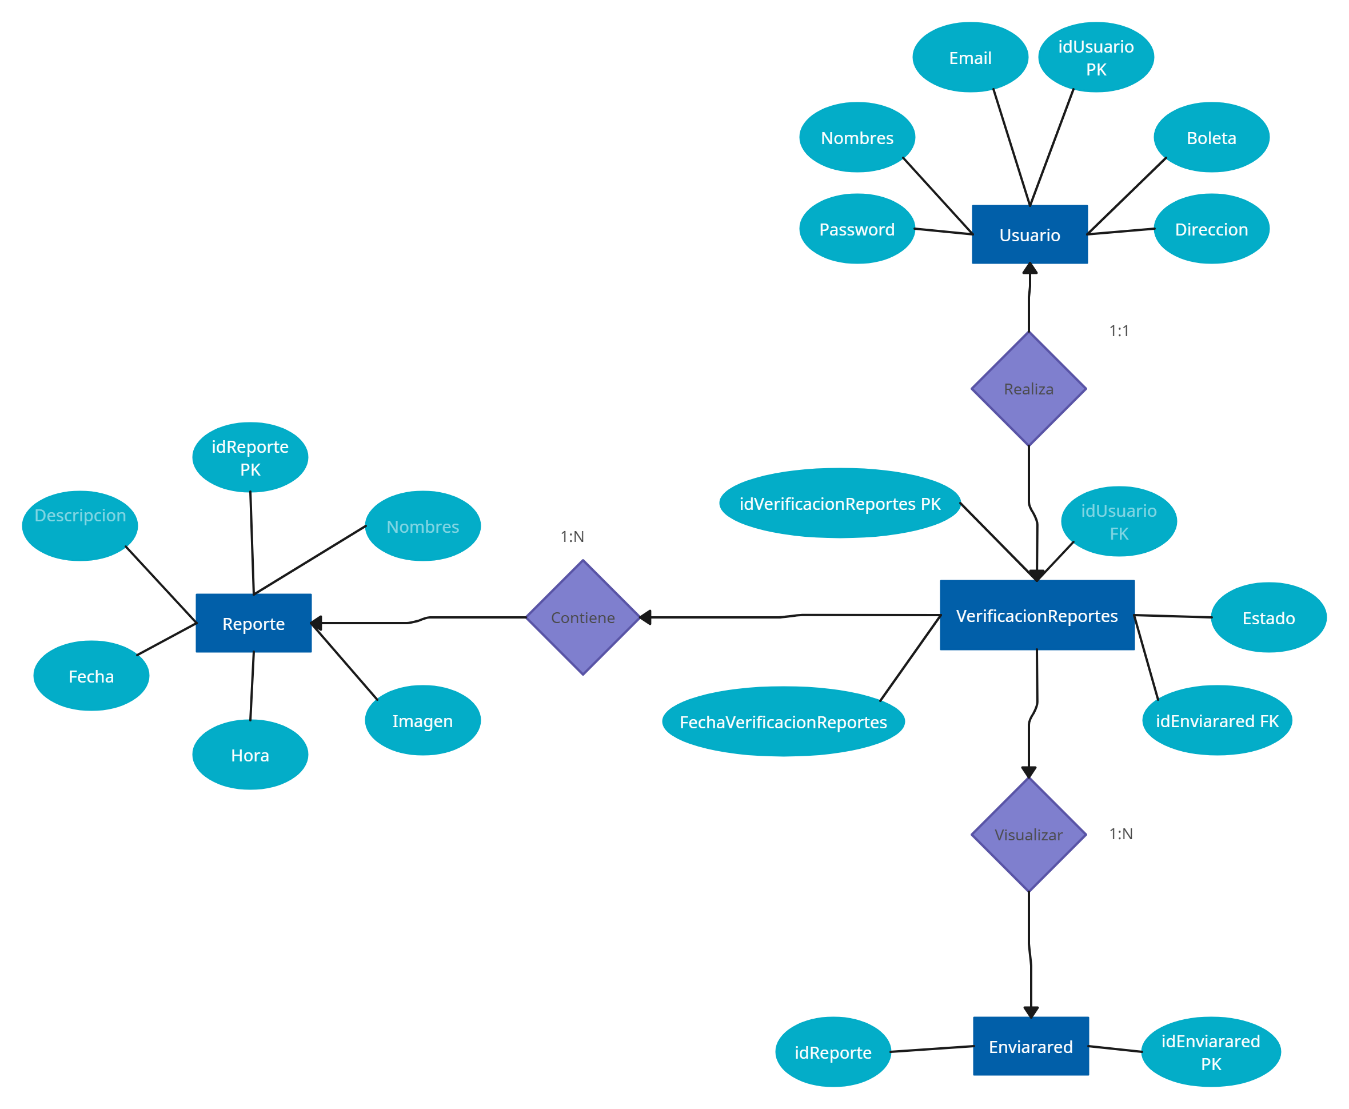 Email
idUsuario
PK
Nombres
Boleta
Password
Usuario
Direccion
1:1
Realiza
idReporte
PK
idVerificacionReportes PK
idUsuario
FK
Descripcion
Nombres
1:N
Reporte
Contiene
VerificacionReportes
Estado
Fecha
Imagen
FechaVerificacionReportes
idEnviarared FK
Hora
Visualizar
1:N
idReporte
Enviarared
idEnviarared
PK